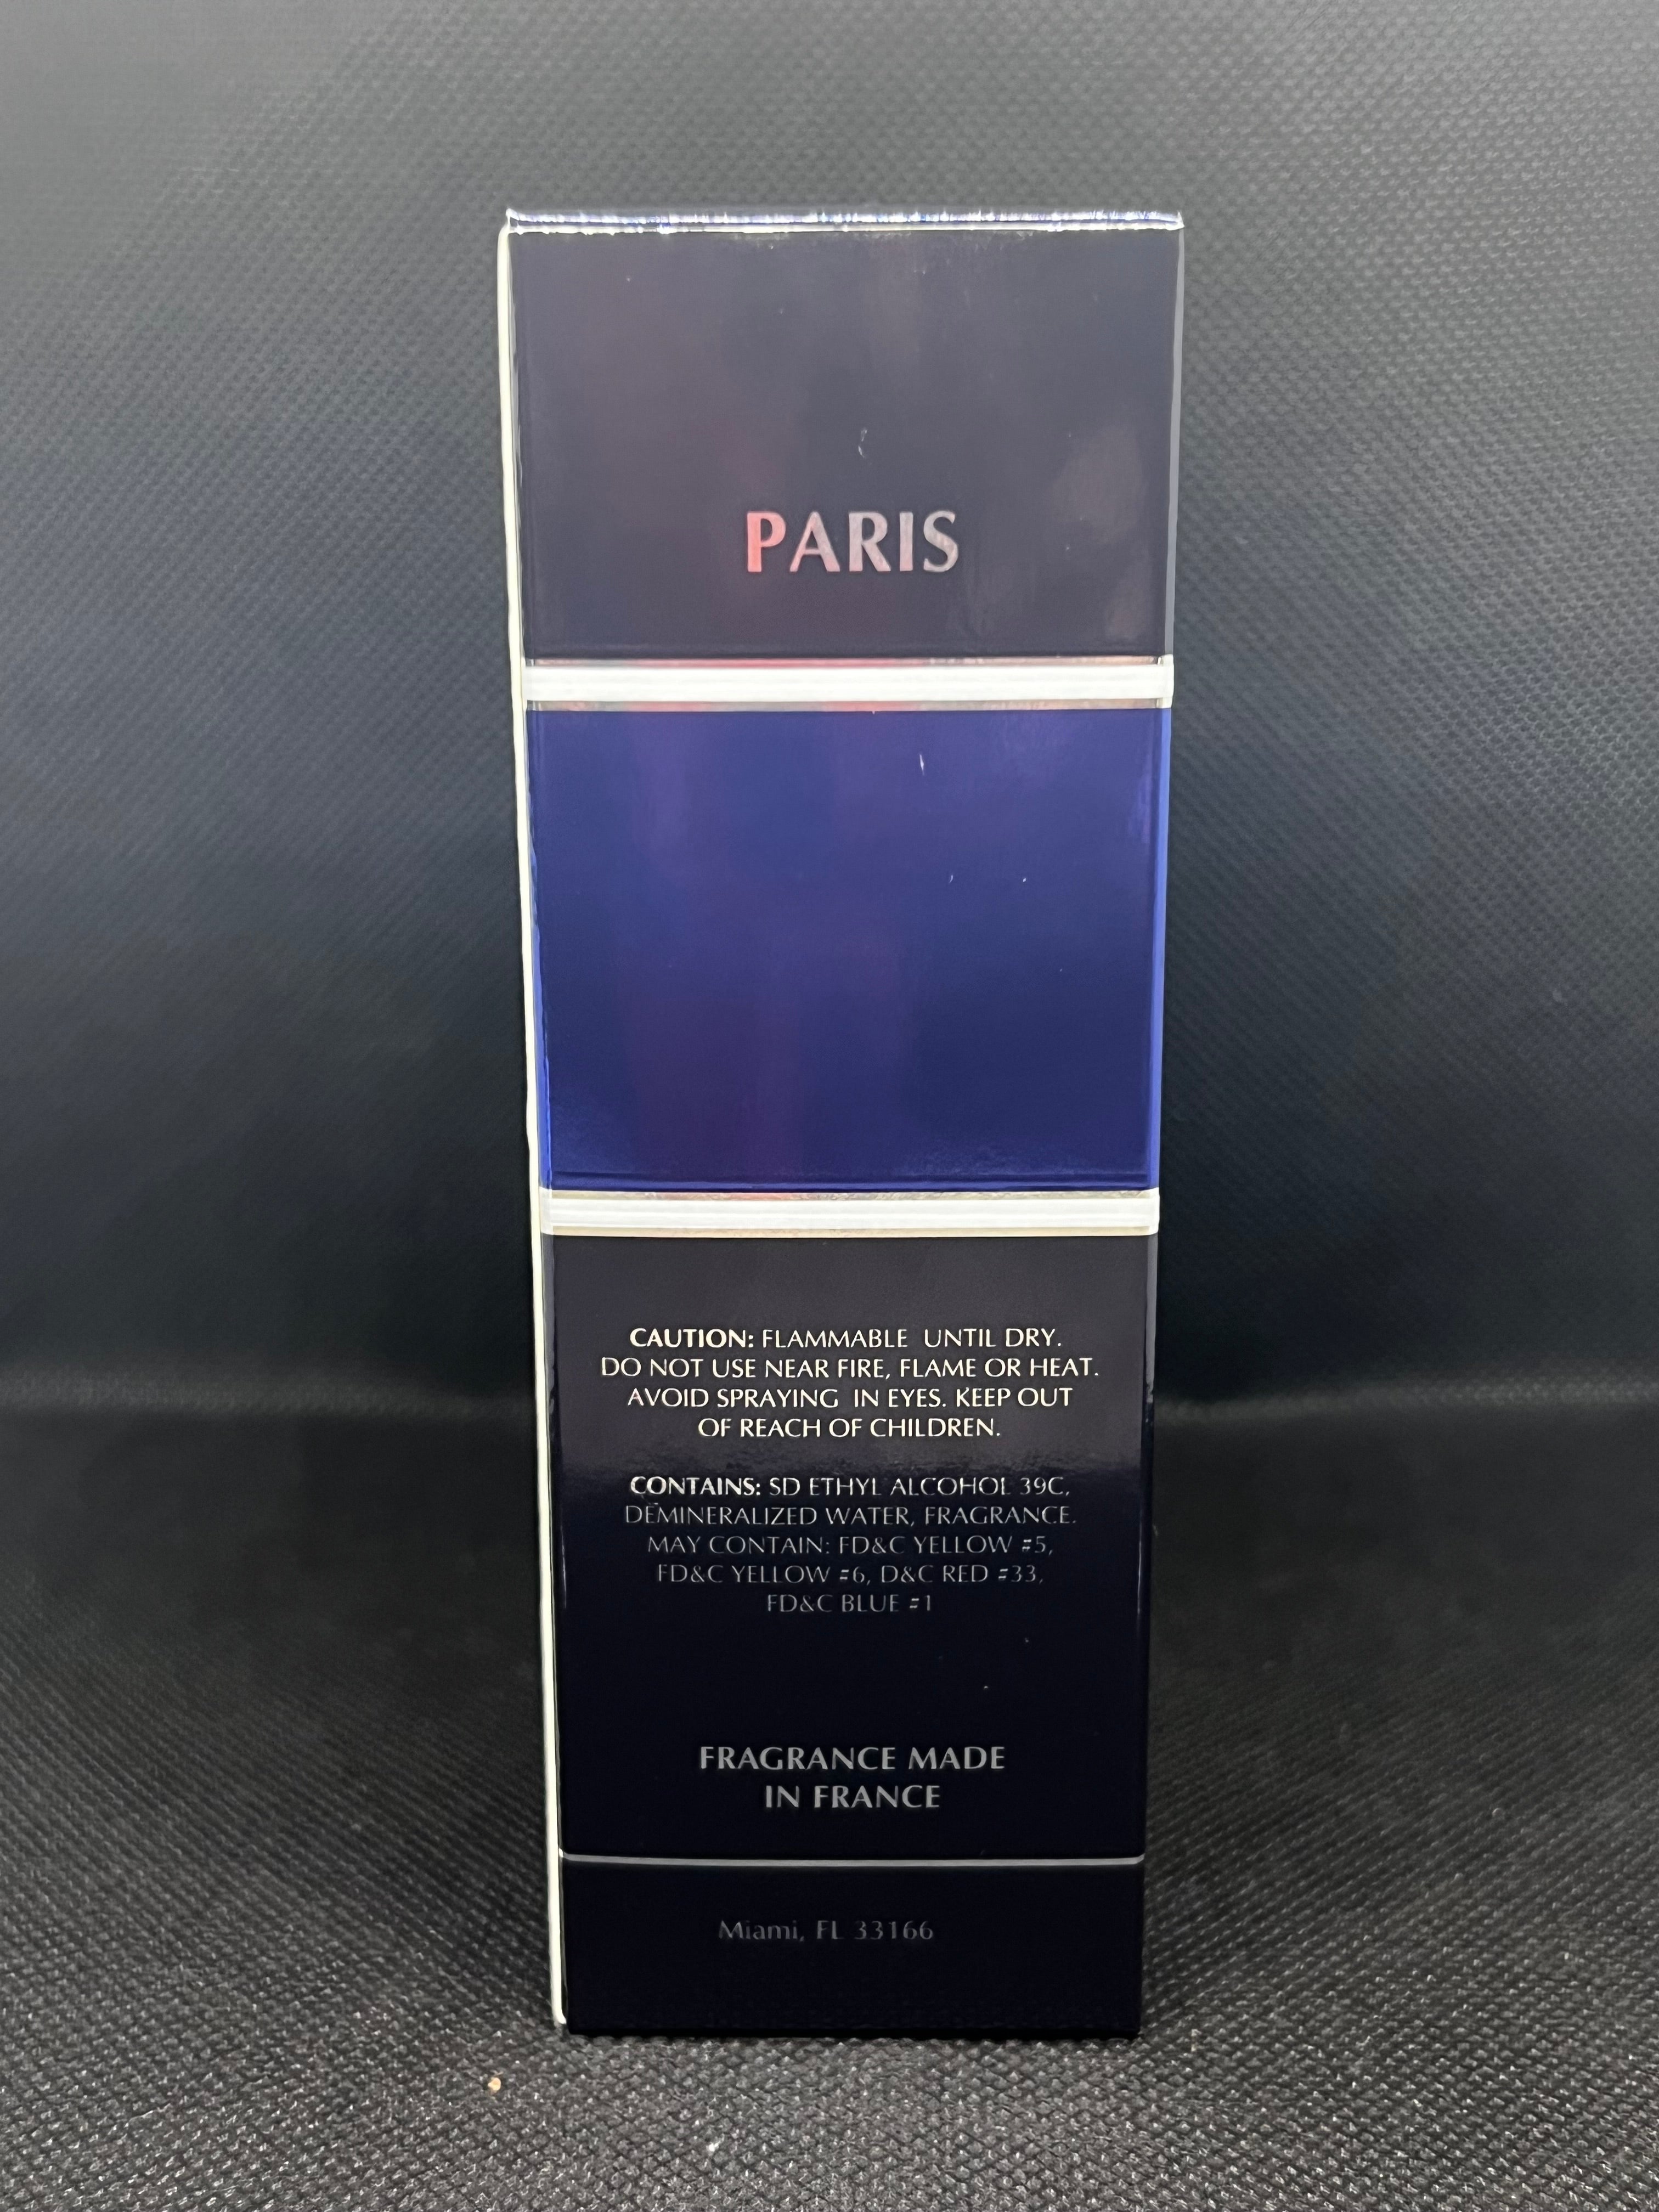 PARIS
CAUTION: FLAMMABLE UNTIL DRY.
DO NOT USE NEAR FIRE, FLAME OR HEAT.
AVOID SPRAYING IN EYES. KEEP OUT
OF REACH OF CHILDREN.
CONTAINS: SD ETHYL ALCOHOL 39C,
DEMINERALIZED WATER, FRAGRANCE.
MAY CONTAIN: FD&C YELLOW #5,
FD&C YELLOW #6, D&C RED #33,
FD&C BLUE #1
FRAGRANCE MADE
IN FRANCE
Miami, FL 33166